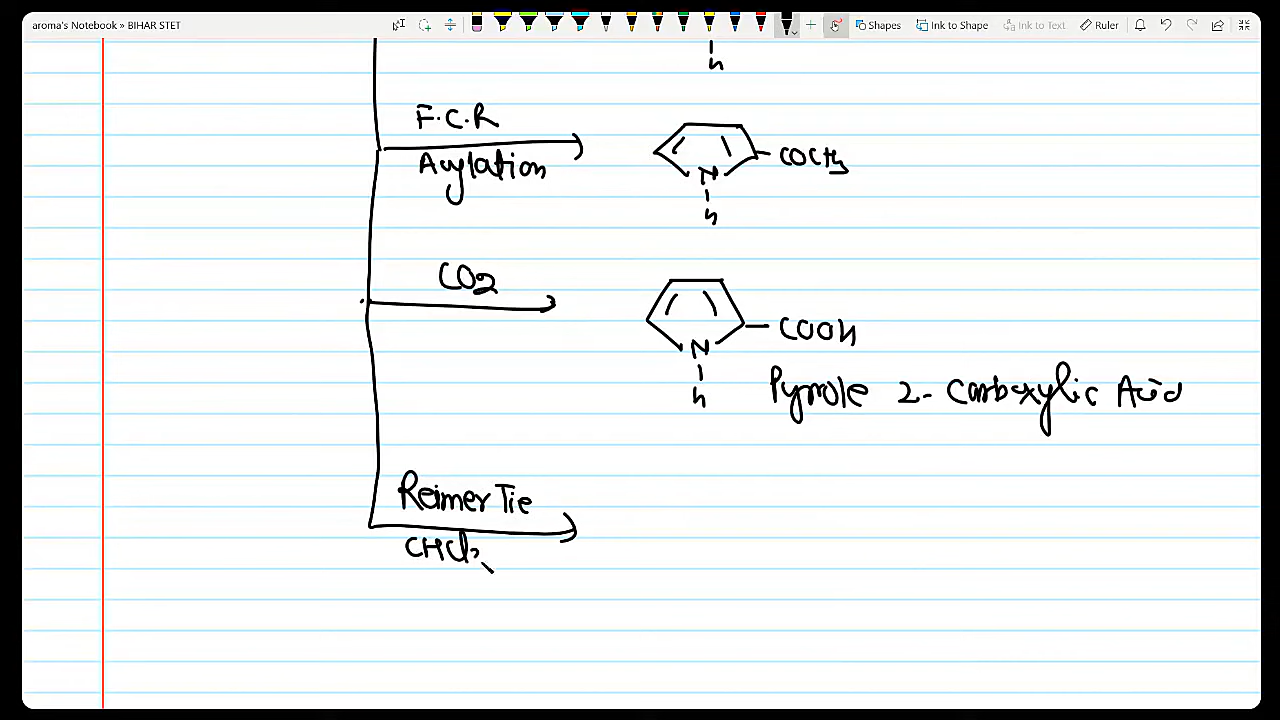 aroma's Notebook » BIHAR STET
Shapes Ink to Shape Ink to Text Ruler
h
F.C.R
Acylation
COCH3
N
h
CO2
COOH
N
h
Pyrrole 2- Carboxylic Acid
Reimer Tie
CHCl3,